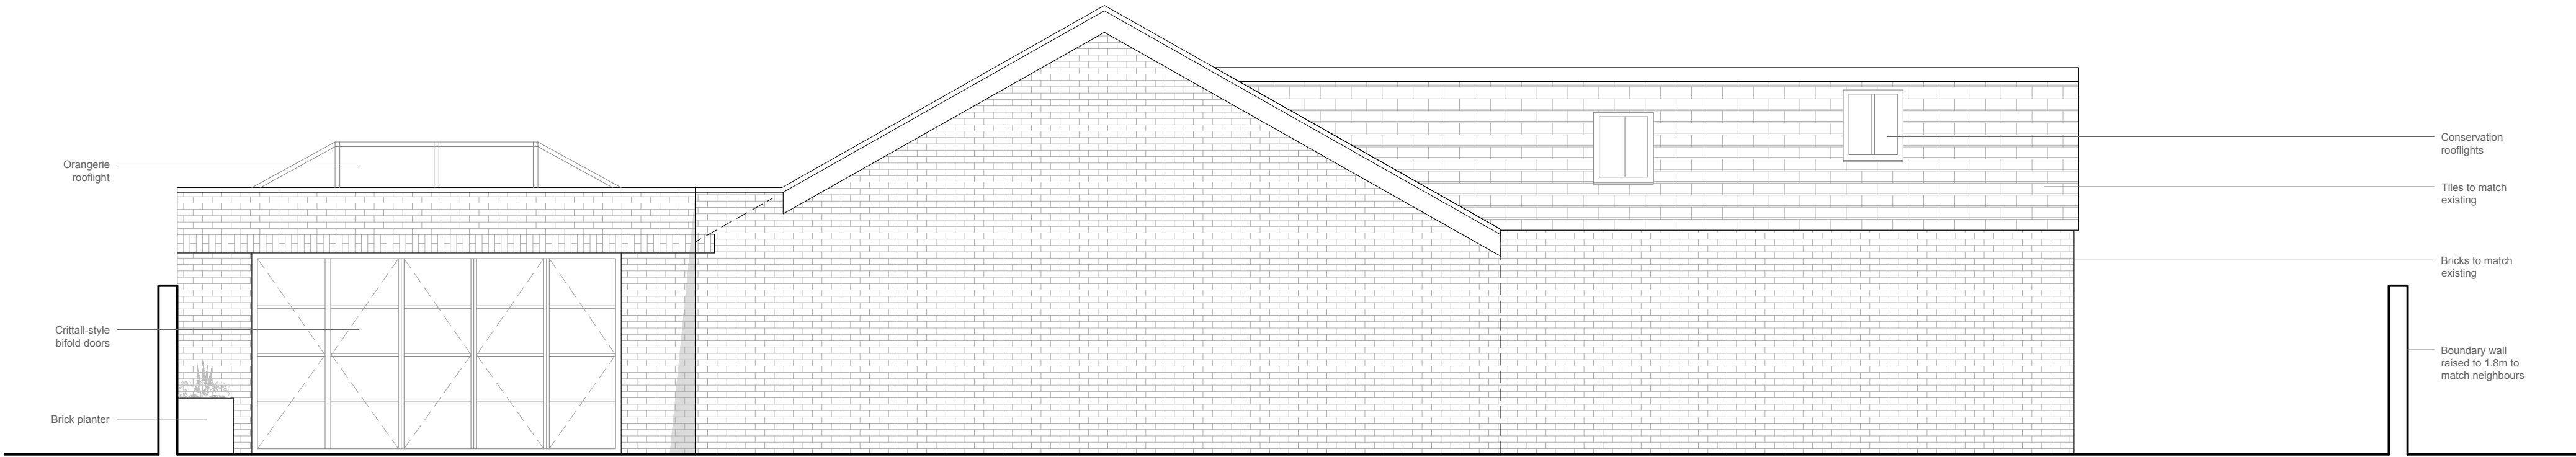 Orangerie
rooflight
Crittall-style
bifold doors
Brick planter
Conservation
rooflights
Tiles to match
existing
Bricks to match
existing
Boundary wall
raised to 1.8m to
match neighbours